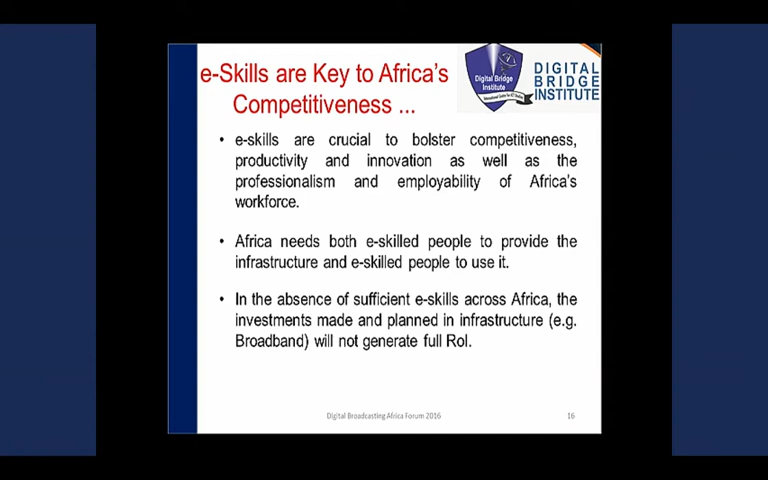 e-Skills are Key to Africa's
Competitiveness ...
Digital Bridge
Institute
DIGITAL
BRIDGE
INSTITUTE
• e-skills are crucial to bolster competitiveness,
productivity and innovation as well as the
professionalism and employability of Africa's
workforce.
• Africa needs both e-skilled people to provide the
infrastructure and e-skilled people to use it.
• In the absence of sufficient e-skills across Africa, the
investments made and planned in infrastructure (e.g.
Broadband) will not generate full RoI.
Digital Broadcasting Africa Forum 2016
16